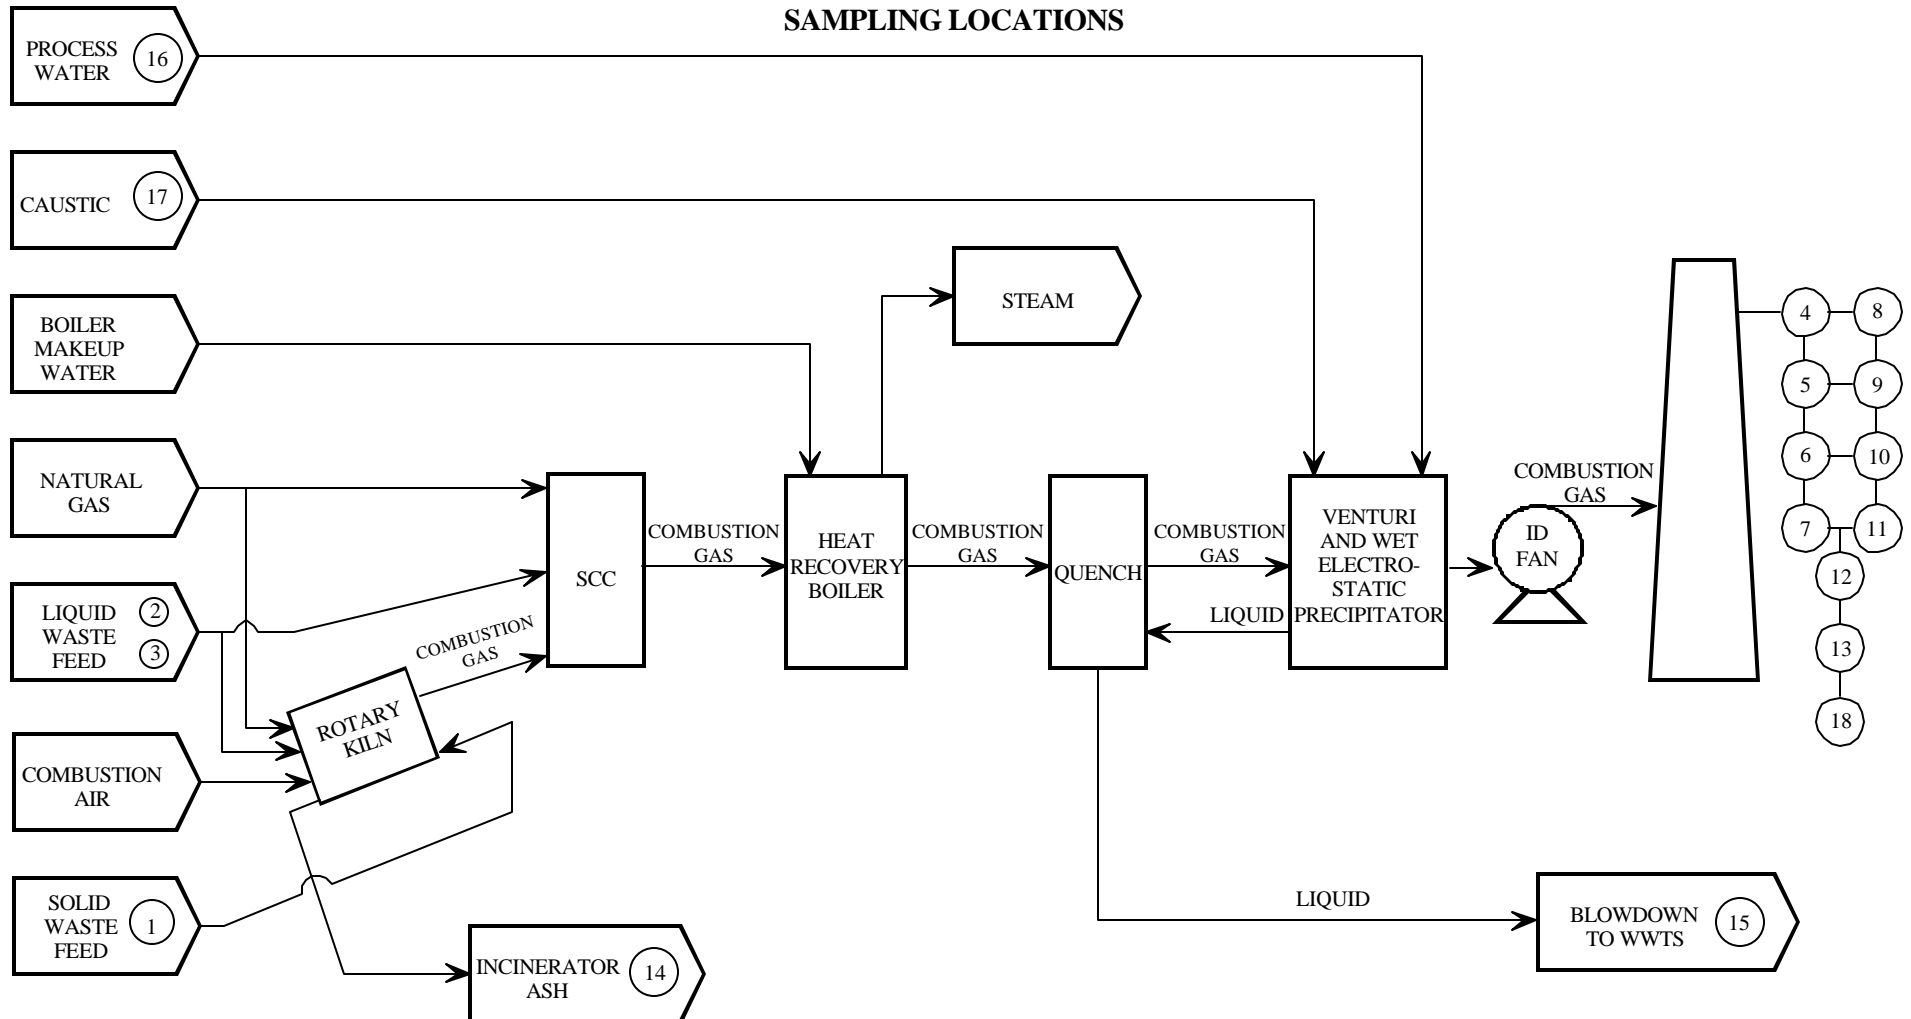 SAMPLING LOCATIONS
PROCESS
WATER
16
CAUSTIC
17
BOILER
MAKEUP
WATER
STEAM
NATURAL
GAS
LIQUID
WASTE
FEED
2
3
COMBUSTION
AIR
SOLID
WASTE
FEED
1
ROTARY
KILN
COMBUSTION
GAS
SCC
COMBUSTION
GAS
HEAT
RECOVERY
BOILER
COMBUSTION
GAS
QUENCH
COMBUSTION
GAS
LIQUID
VENTURI
AND WET
ELECTRO-
STATIC
PRECIPITATOR
ID
FAN
COMBUSTION
GAS
4
8
5
9
6
10
7
11
12
13
18
INCINERATOR
ASH
14
LIQUID
BLOWDOWN
TO WWTS
15